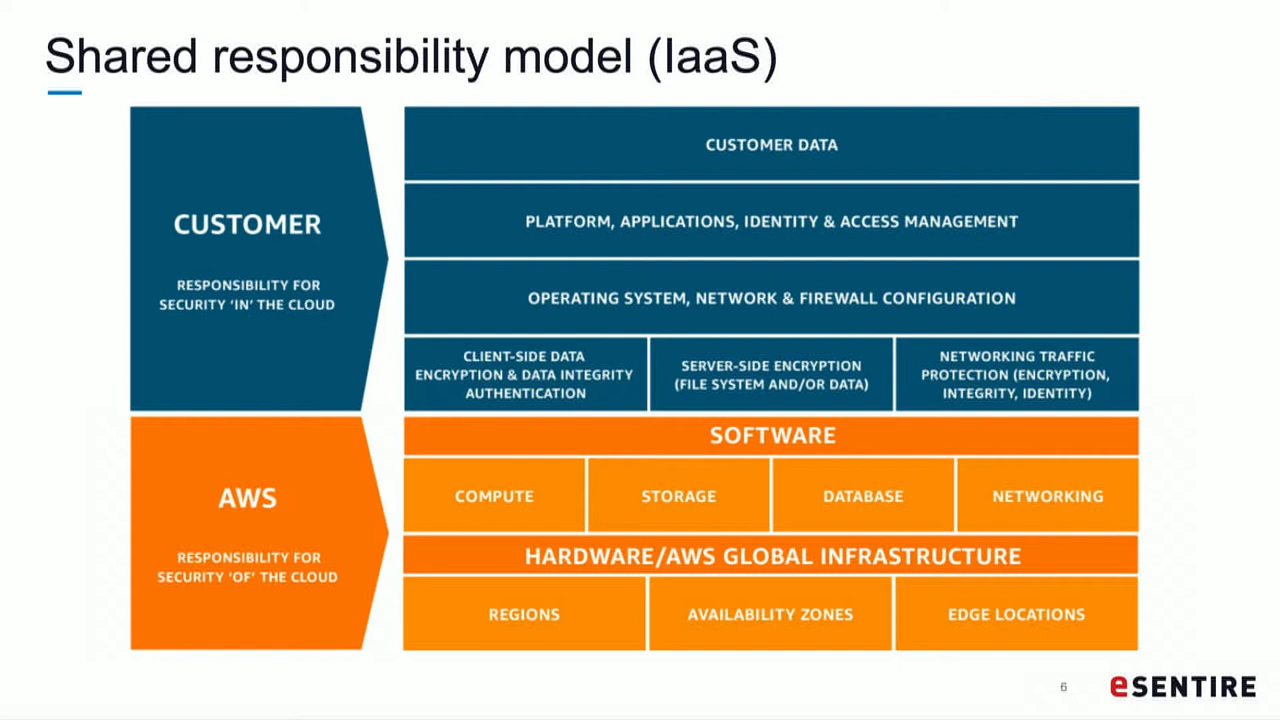 Shared responsibility model (IaaS)
CUSTOMER
RESPONSIBILITY FOR
SECURITY ‘IN’ THE CLOUD
CUSTOMER DATA
PLATFORM, APPLICATIONS, IDENTITY & ACCESS MANAGEMENT
OPERATING SYSTEM, NETWORK & FIREWALL CONFIGURATION
CLIENT-SIDE DATA
ENCRYPTION & DATA INTEGRITY
AUTHENTICATION
SERVER-SIDE ENCRYPTION
(FILE SYSTEM AND/OR DATA)
NETWORKING TRAFFIC
PROTECTION (ENCRYPTION,
INTEGRITY, IDENTITY)
AWS
RESPONSIBILITY FOR
SECURITY ‘OF’ THE CLOUD
SOFTWARE
COMPUTE
STORAGE
DATABASE
NETWORKING
HARDWARE/AWS GLOBAL INFRASTRUCTURE
REGIONS
AVAILABILITY ZONES
EDGE LOCATIONS
6
eSENTIRE